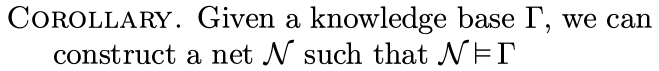 COROLLARY. Given a knowledge base Γ, we can
construct a net 𝒩 such that 𝒩 ⊨ Γ